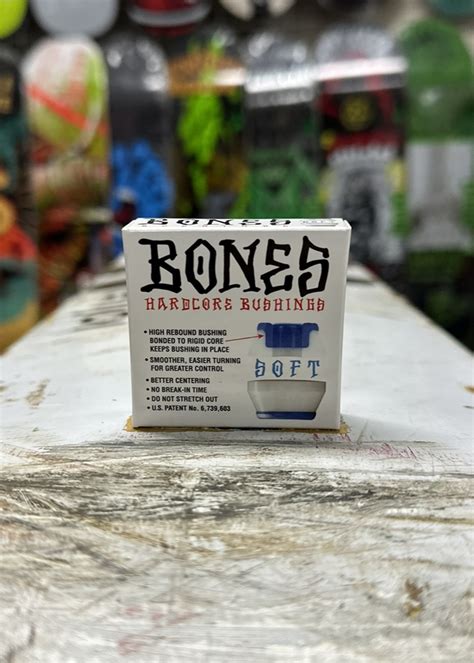 BONES
BONES
HARDCORE BUSHINGS
• HIGH REBOUND BUSHING
BONDED TO RIGID CORE
KEEPS BUSHING IN PLACE
• SMOOTHER, EASIER TURNING
FOR GREATER CONTROL
• BETTER CENTERING
• NO BREAK-IN TIME
• DO NOT STRETCH OUT
• U.S. PATENT No. 6,739,603
SOFT